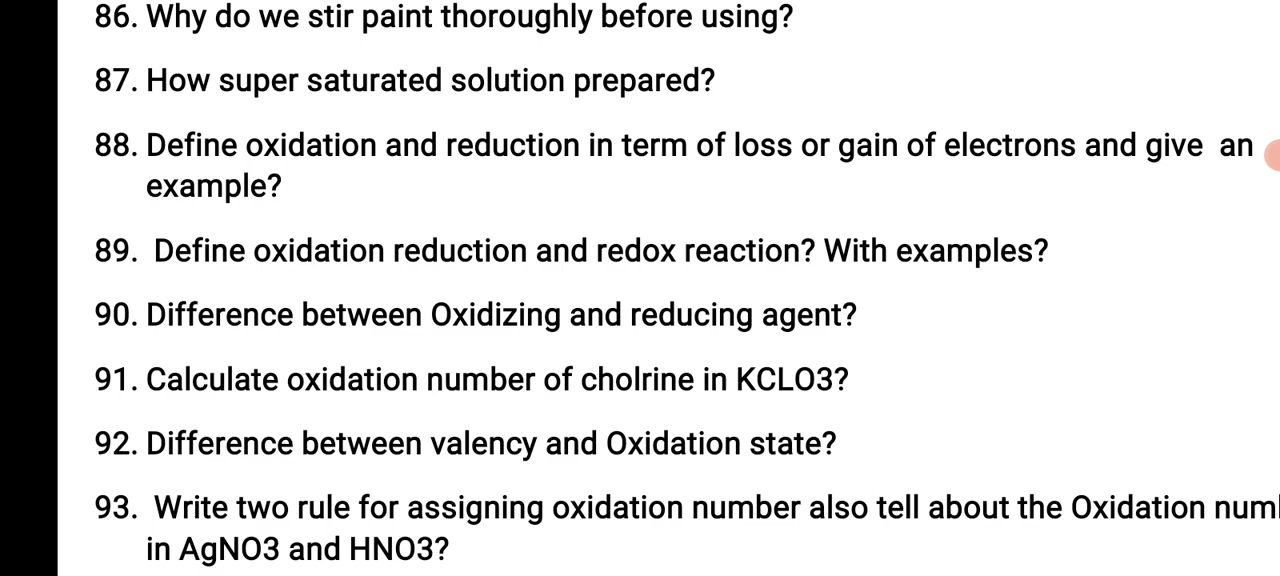 86. Why do we stir paint thoroughly before using?
87. How super saturated solution prepared?
88. Define oxidation and reduction in term of loss or gain of electrons and give an
example?
89. Define oxidation reduction and redox reaction? With examples?
90. Difference between Oxidizing and reducing agent?
91. Calculate oxidation number of cholrine in KCLO3?
92. Difference between valency and Oxidation state?
93. Write two rule for assigning oxidation number also tell about the Oxidation
in AgNO3 and HNO3?